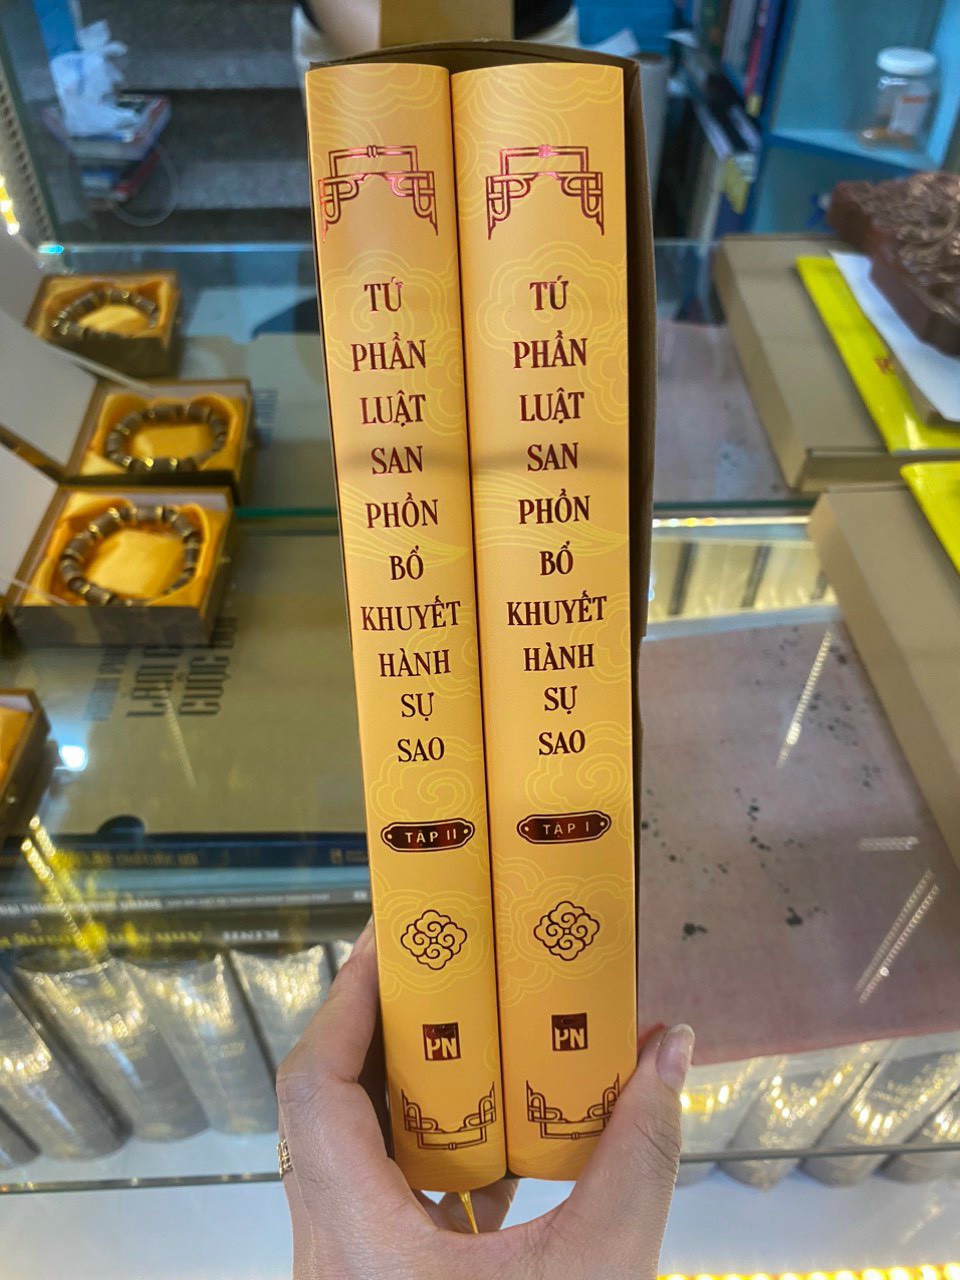 TỨ
PHẦN
LUẬT
SAN
PHỒN
BỔ
KHUYẾT
HÀNH
SỰ
SAO
TẬP II
PN
TỨ
PHẦN
LUẬT
SAN
PHỒN
BỔ
KHUYẾT
HÀNH
SỰ
SAO
TẬP I
PN
KINH